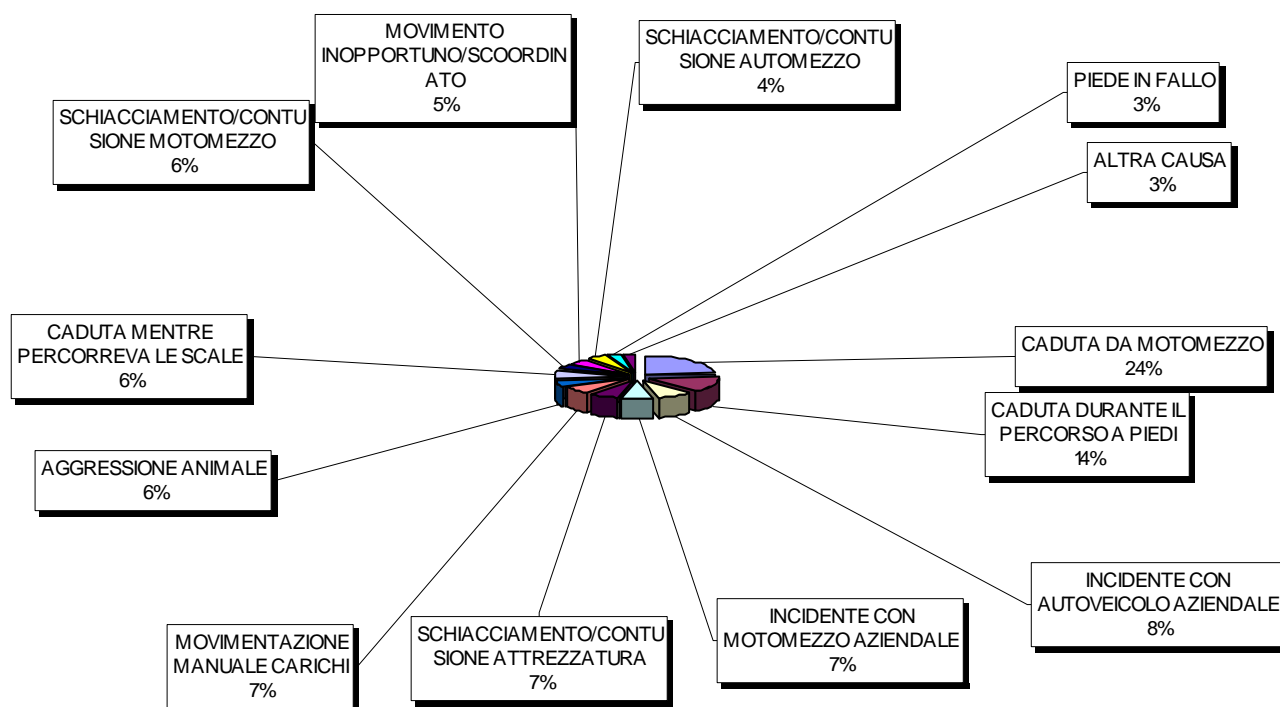 MOVIMENTO
INOPPORTUNO/SCOORDIN
ATO
5%
SCHIACCIAMENTO/CONTU
SIONE AUTOMEZZO
4%
PIEDE IN FALLO
3%
SCHIACCIAMENTO/CONTU
SIONE MOTOMEZZO
6%
ALTRA CAUSA
3%
CADUTA MENTRE
PERCORREVA LE SCALE
6%
CADUTA DA MOTOMEZZO
24%
CADUTA DURANTE IL
PERCORSO A PIEDI
14%
AGGRESSIONE ANIMALE
6%
INCIDENTE CON
AUTOVEICOLO AZIENDALE
8%
INCIDENTE CON
MOTOMEZZO AZIENDALE
7%
SCHIACCIAMENTO/CONTU
SIONE ATTREZZATURA
7%
MOVIMENTAZIONE
MANUALE CARICHI
7%